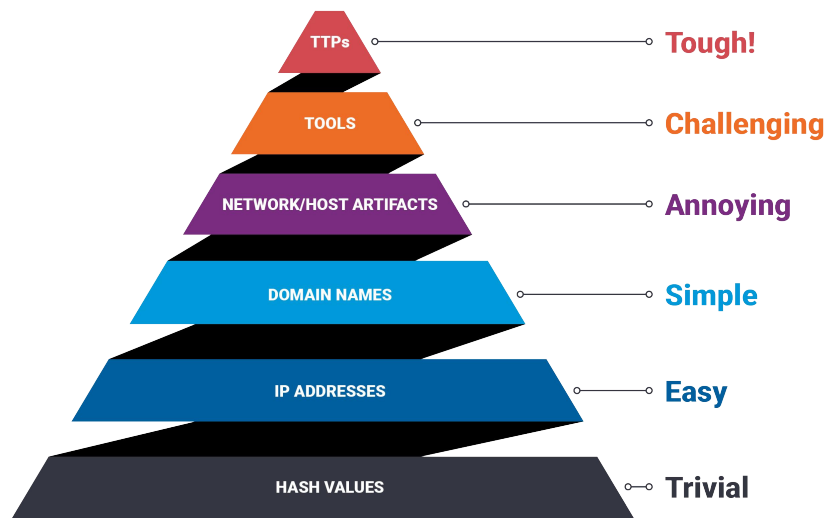 TTPs
Tough!
TOOLS
Challenging
NETWORK/HOST ARTIFACTS
Annoying
DOMAIN NAMES
Simple
IP ADDRESSES
Easy
HASH VALUES
Trivial